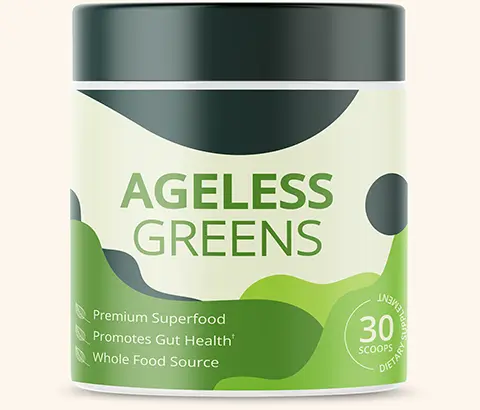 AGELESS
GREENS
Premium Superfood
Promotes Gut Health†
Whole Food Source
30
SCOOPS
DIETARY SUPPLEMENT